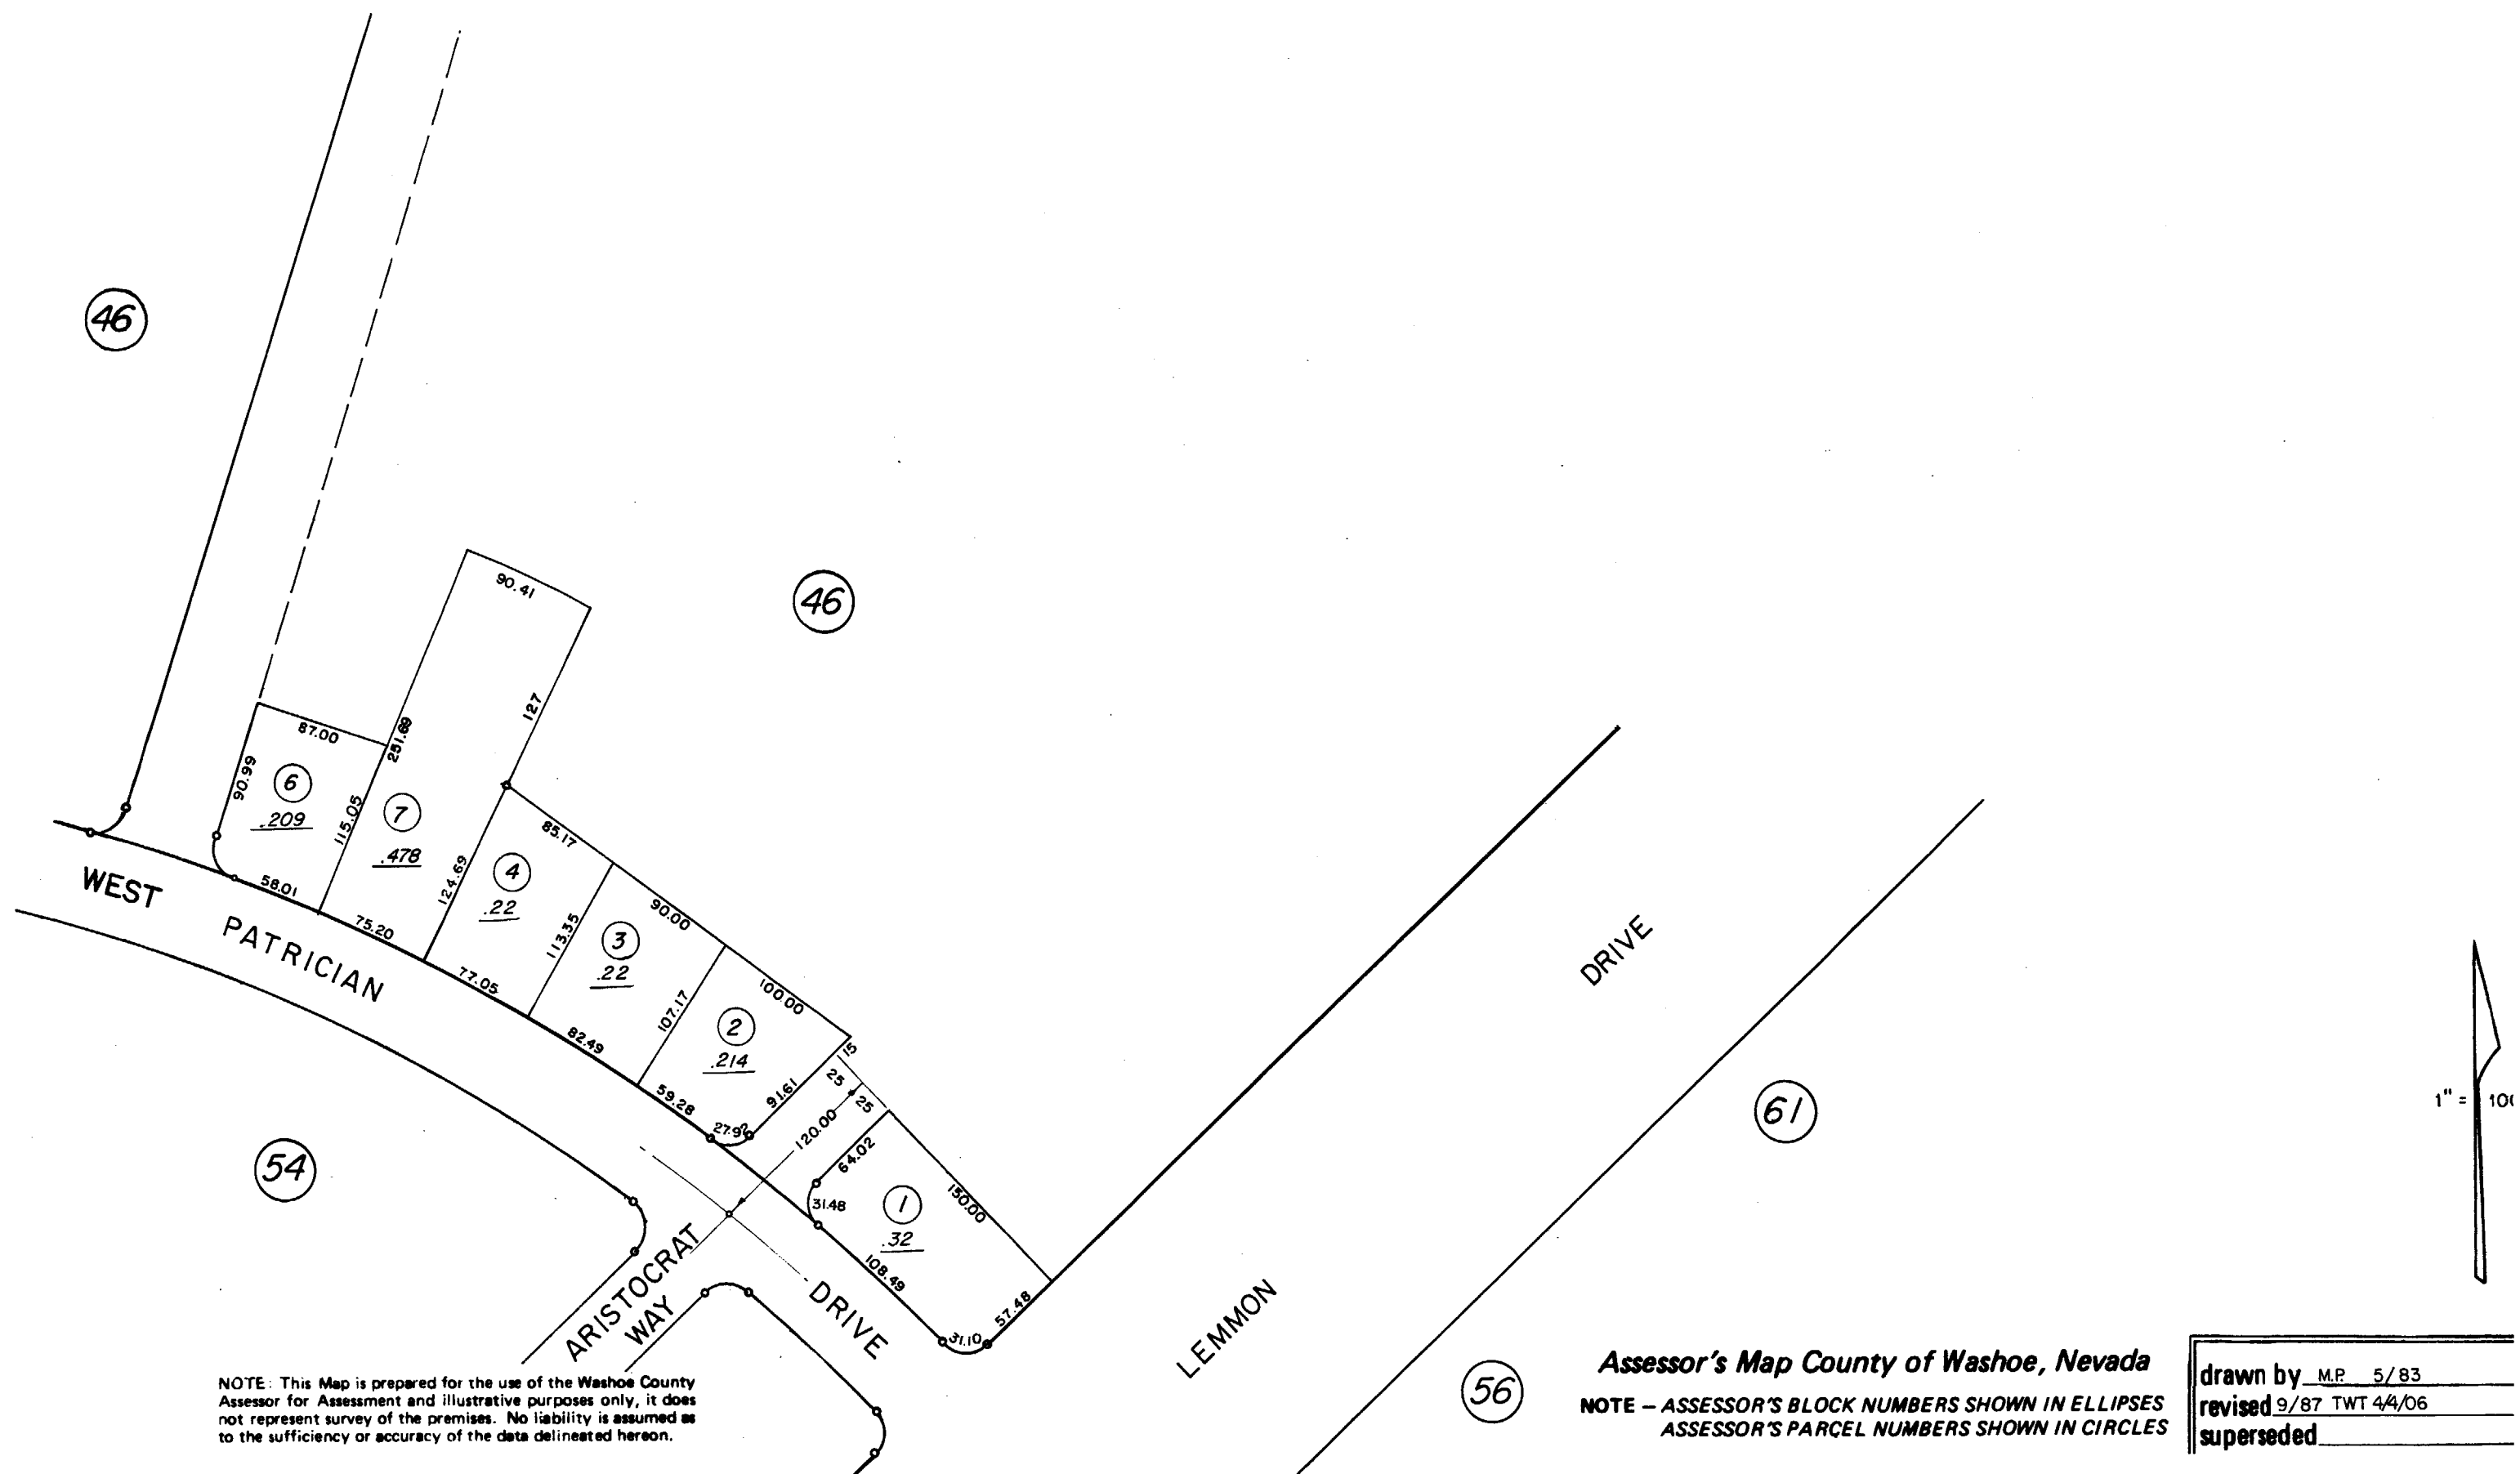 46
90.41
46
127
87.00
251.69
90.99
6
.209
115.05
7
.478
85.17
124.69
4
.22
58.01
WEST
PATRICIAN
75.20
90.00
113.35
3
.22
77.05
100.00
107.17
2
.214
82.49
15
25
25
91.61
59.28
27.92
120.00
64.02
DRIVE
61
1" =
54
31.48
1
.32
150.00
108.49
57.48
31.10
ARISTOCRAT
WAY
DRIVE
LEMMON
56
NOTE: This Map is prepared for the use of the Washoe County
Assessor for Assessment and illustrative purposes only, it does
not represent survey of the premises. No liability is assumed as
to the sufficiency or accuracy of the data delineated hereon.
Assessor's Map County of Washoe, Nevada
NOTE – ASSESSOR'S BLOCK NUMBERS SHOWN IN ELLIPSES
ASSESSOR'S PARCEL NUMBERS SHOWN IN CIRCLES
drawn by M.P. 5/83
revised 9/87 TWT 4/4/06
superseded